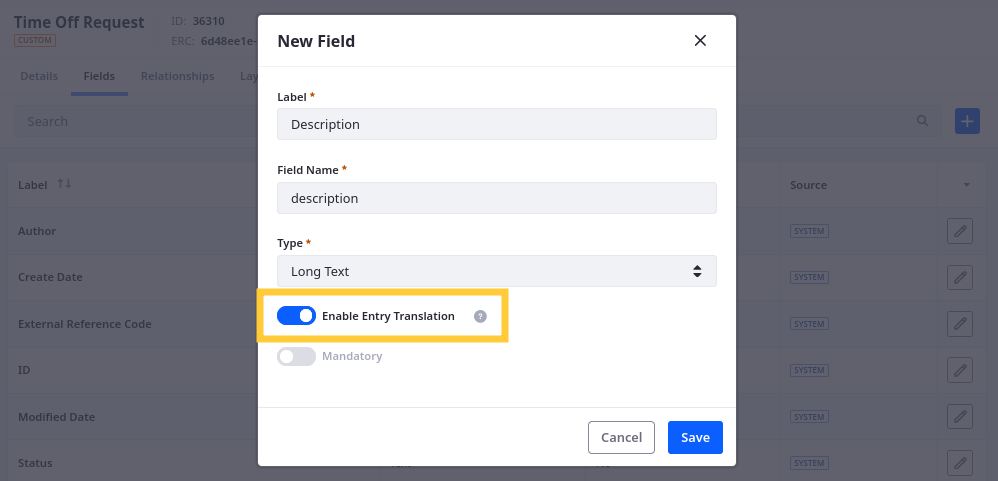 Time Off Request
CUSTOM
ID: 36310
ERC: 6d48ee1e-
Details Fields Relationships Lay
Search
Label Source
Author SYSTEM
Create Date SYSTEM
External Reference Code SYSTEM
ID SYSTEM
Modified Date SYSTEM
Status SYSTEM
New Field
Label *
Description
Field Name *
description
Type *
Long Text
Enable Entry Translation ?
Mandatory
Cancel Save